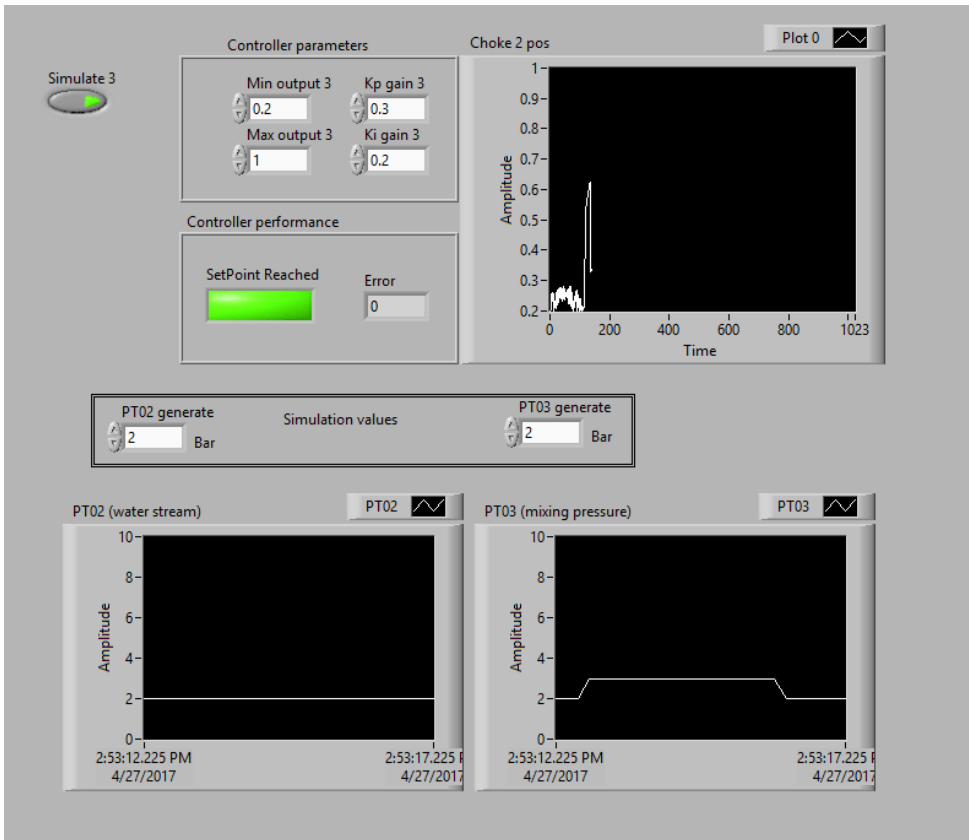 Simulate 3
Controller parameters
Min output 3
0.2
Kp gain 3
0.3
Max output 3
1
Ki gain 3
0.2
Controller performance
SetPoint Reached
Error
0
Choke 2 pos
Plot 0
Amplitude
1
0.9
0.8
0.7
0.6
0.5
0.4
0.3
0.2
0 200 400 600 800 1023
Time
PT02 generate
2 Bar
Simulation values
PT03 generate
2 Bar
PT02 (water stream)
PT02
Amplitude
10
8
6
4
2
0
2:53:12.225 PM
4/27/2017
2:53:17.225
4/27/2017
PT03 (mixing pressure)
PT03
Amplitude
10
8
6
4
2
0
2:53:12.225 PM
4/27/2017
2:53:17.225
4/27/2017